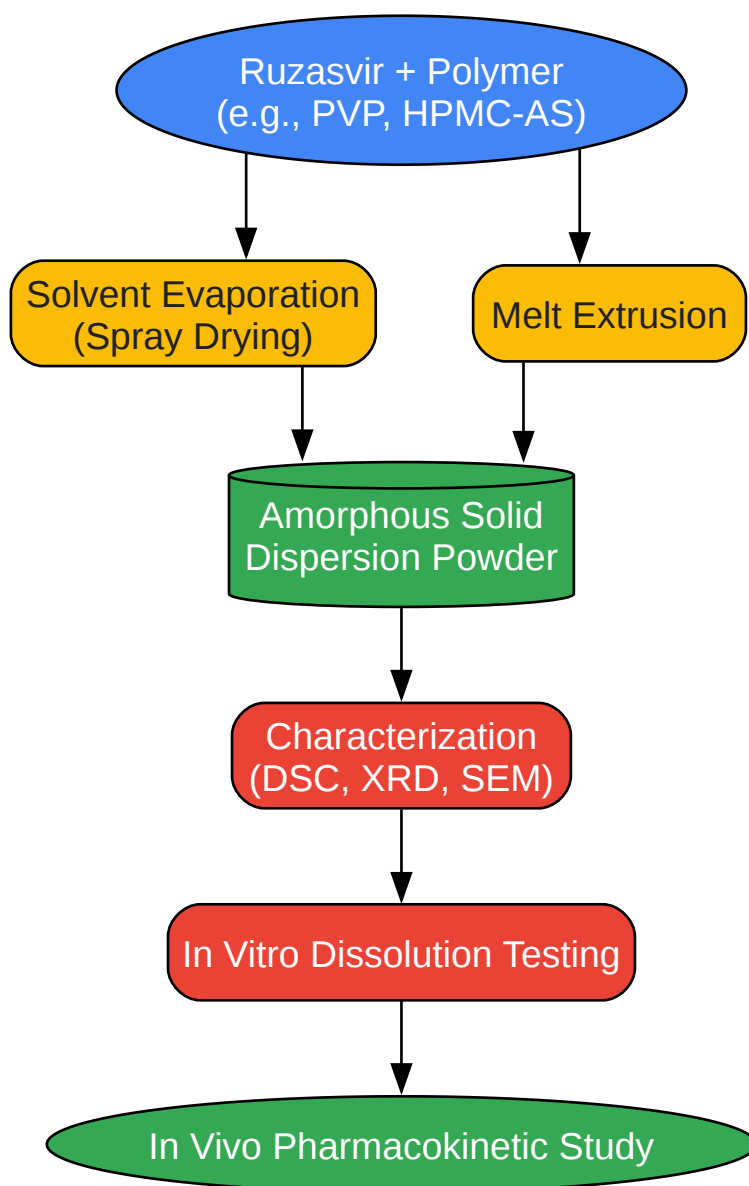 Ruzasvir + Polymer
(e.g., PVP, HPMC-AS)
Solvent Evaporation
(Spray Drying)
Melt Extrusion
Amorphous Solid
Dispersion Powder
Characterization
(DSC, XRD, SEM)
In Vitro Dissolution Testing
In Vivo Pharmacokinetic Study